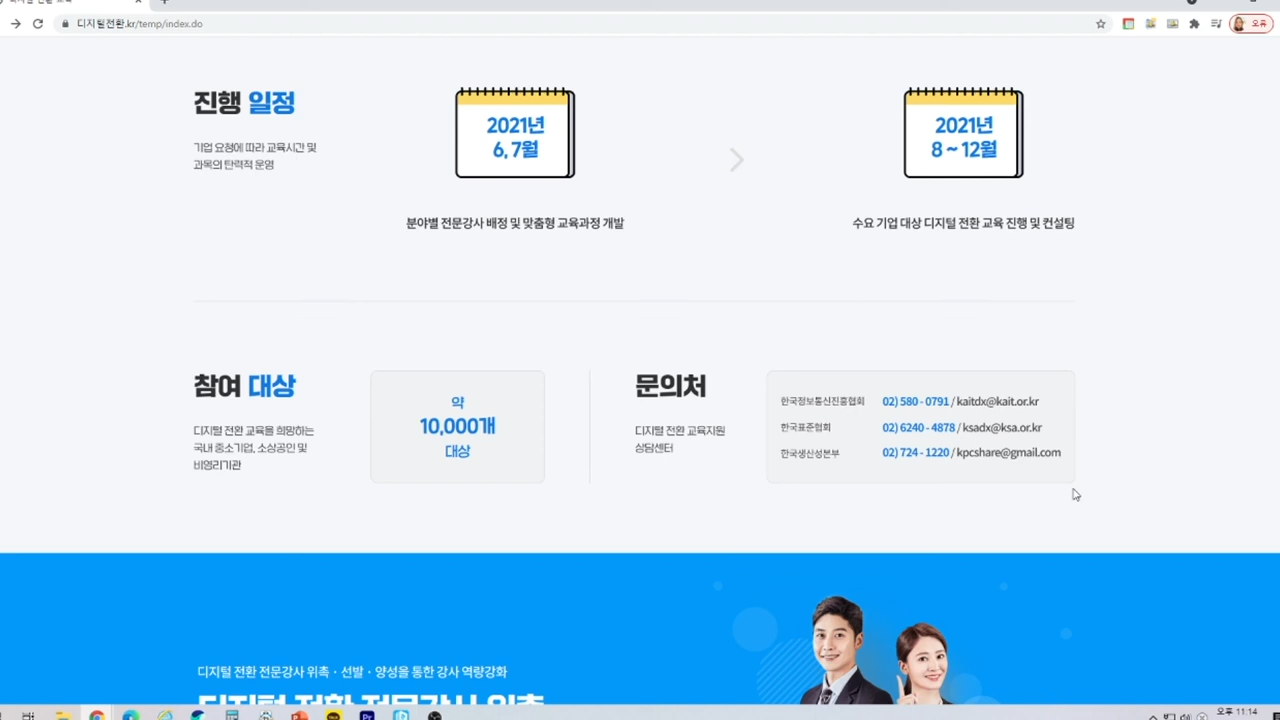 디지털전환.kr/temp/index.do
오류
진행 일정
기업 요청에 따라 교육시간 및
과목의 탄력적 운영
2021년
6, 7월
분야별 전문강사 배정 및 맞춤형 교육과정 개발
2021년
8 ~ 12월
수요 기업 대상 디지털 전환 교육 진행 및 컨설팅
참여 대상
디지털 전환 교육을 희망하는
국내 중소기업, 소상공인 및
비영리기관
약
10,000개
대상
문의처
디지털 전환 교육지원
상담센터
한국정보통신진흥협회 02) 580 - 0791 / kaitdx@kait.or.kr
한국표준협회 02) 6240 - 4878 / ksadx@ksa.or.kr
한국생산성본부 02) 724 - 1220 / kpcshare@gmail.com
디지털 전환 전문강사 위촉 · 선발 · 양성을 통한 강사 역량강화
디지털 전환 전문강사 위촉
오후 11:14